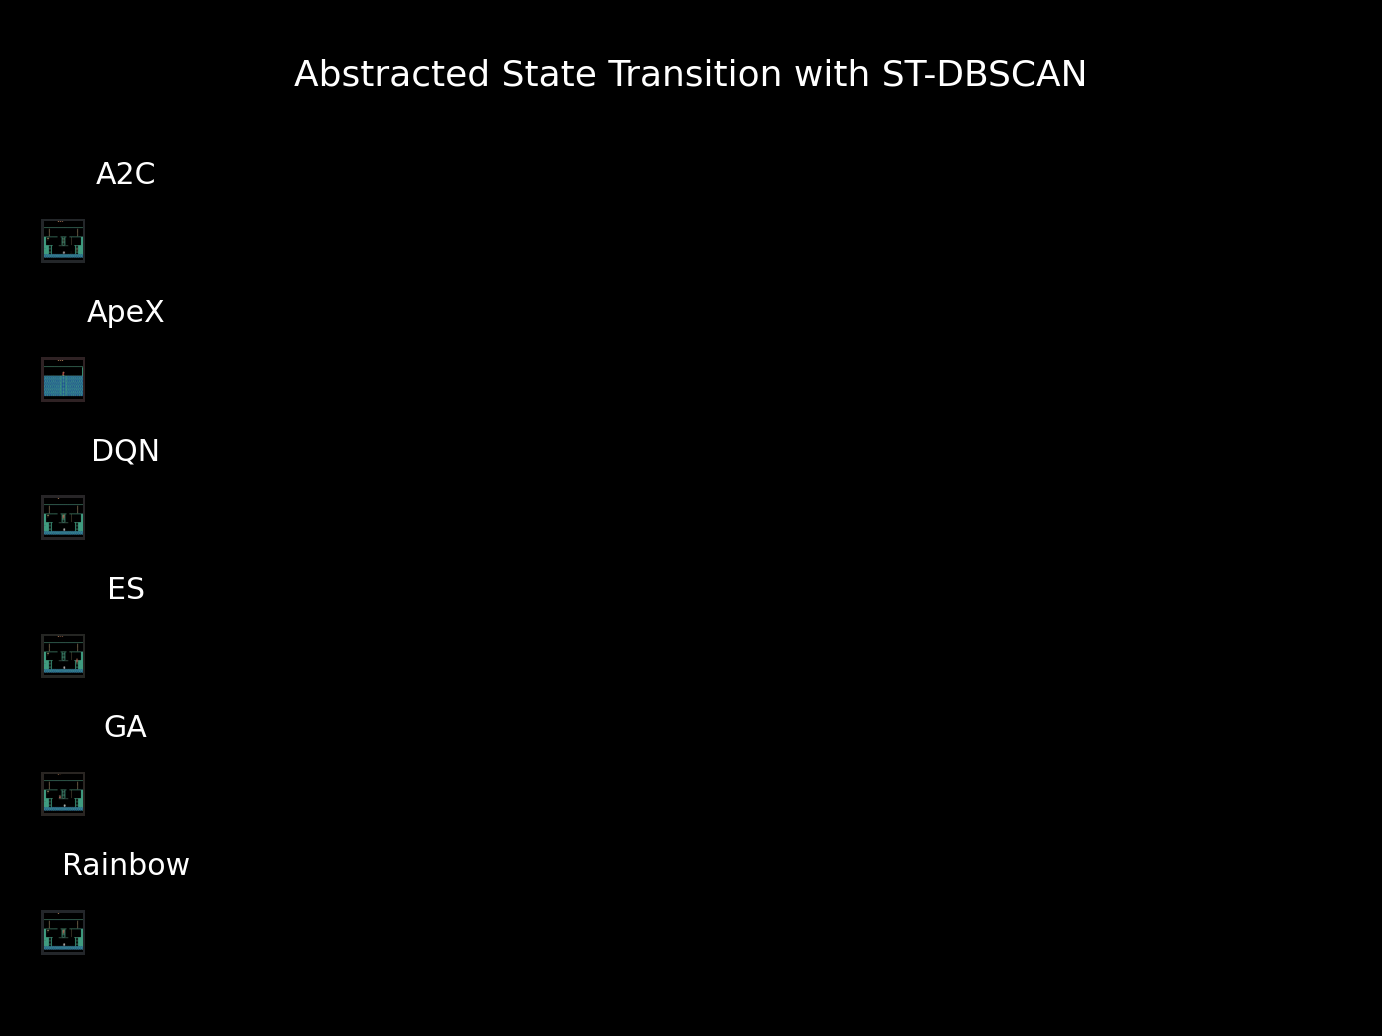 Abstracted State Transition with ST-DBSCAN
A2C
ApeX
DQN
ES
GA
Rainbow